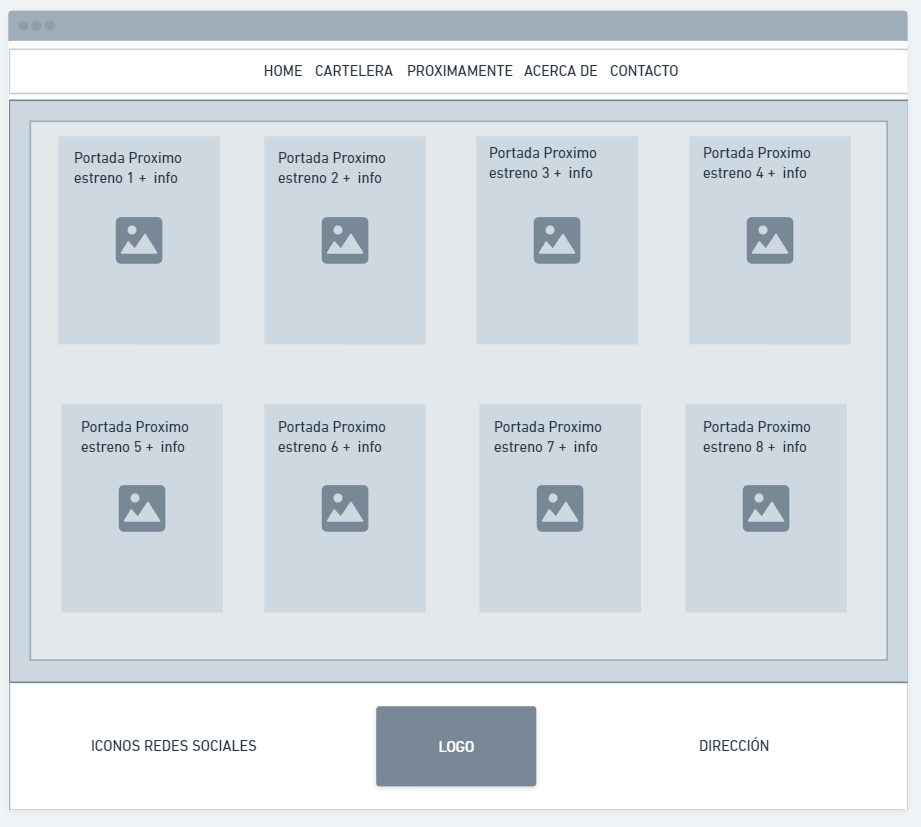 HOME CARTELERA PROXIMAMENTE ACERCA DE CONTACTO
Portada Proximo
estreno 1 + info
Portada Proximo
estreno 2 + info
Portada Proximo
estreno 3 + info
Portada Proximo
estreno 4 + info
Portada Proximo
estreno 5 + info
Portada Proximo
estreno 6 + info
Portada Proximo
estreno 7 + info
Portada Proximo
estreno 8 + info
ICONOS REDES SOCIALES
LOGO
DIRECCIÓN